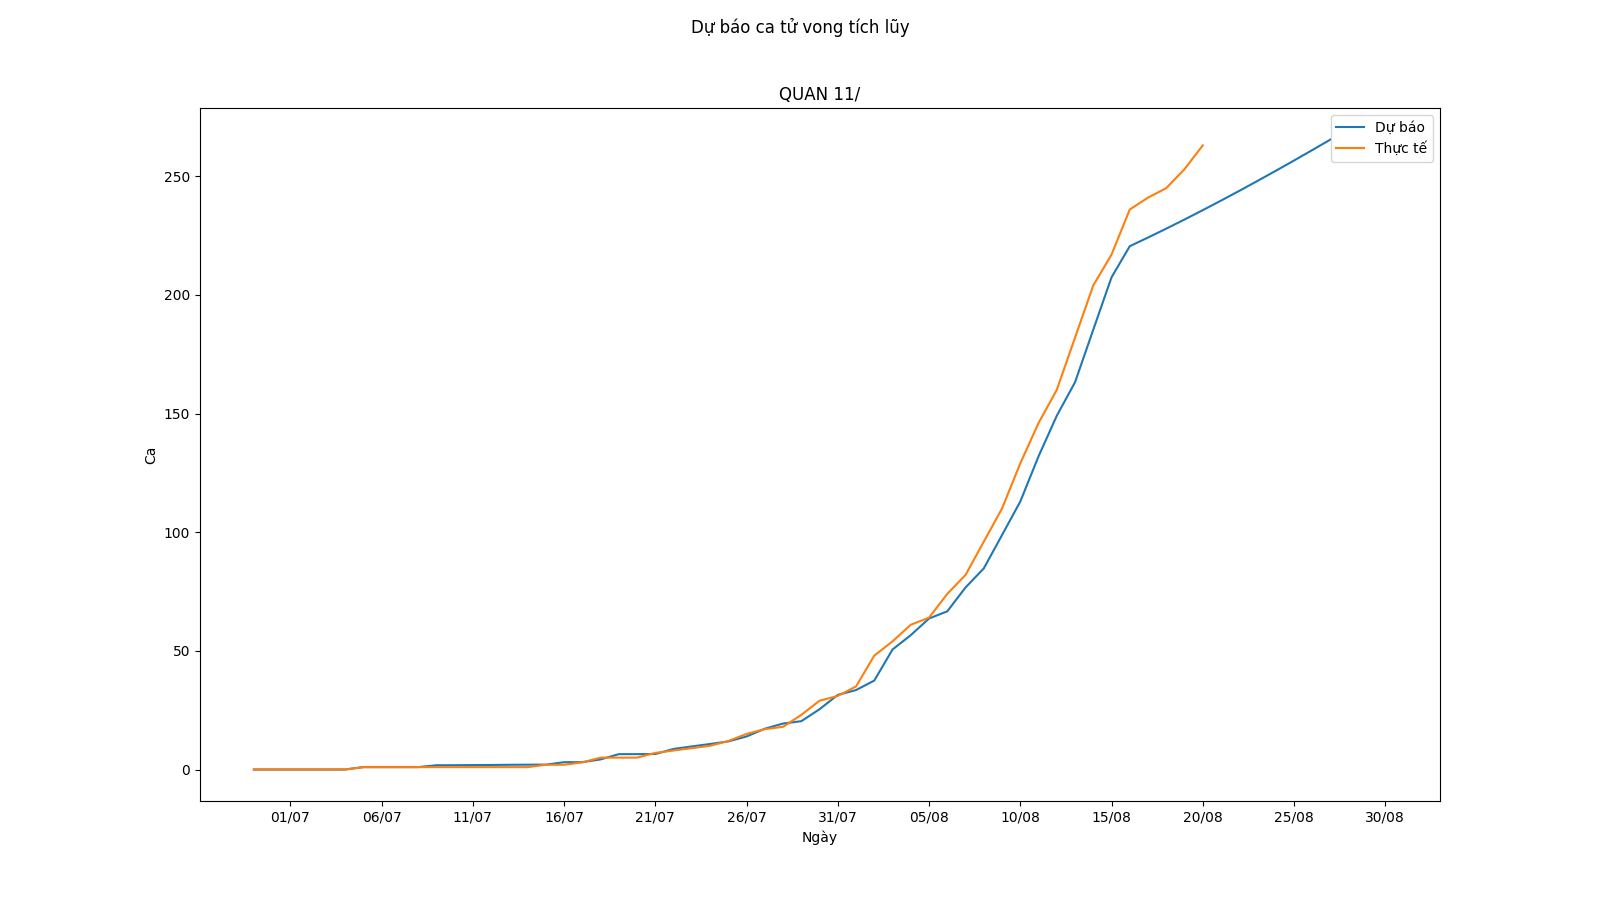 Dự báo ca tử vong tích lũy
QUAN 11/
Dự báo
Thực tế
250
200
150
100
50
0
Ca
01/07 06/07 11/07 16/07 21/07 26/07 31/07 05/08 10/08 15/08 20/08 25/08 30/08
Ngày